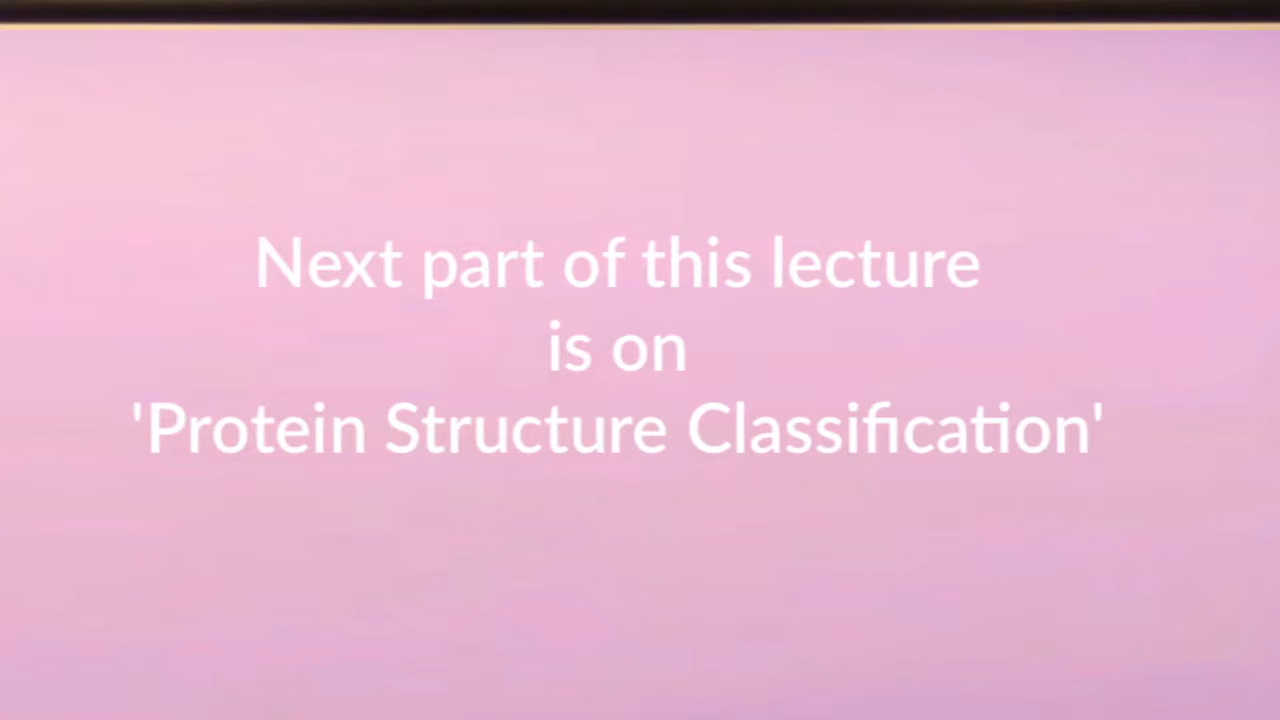 Next part of this lecture
is on
'Protein Structure Classification'